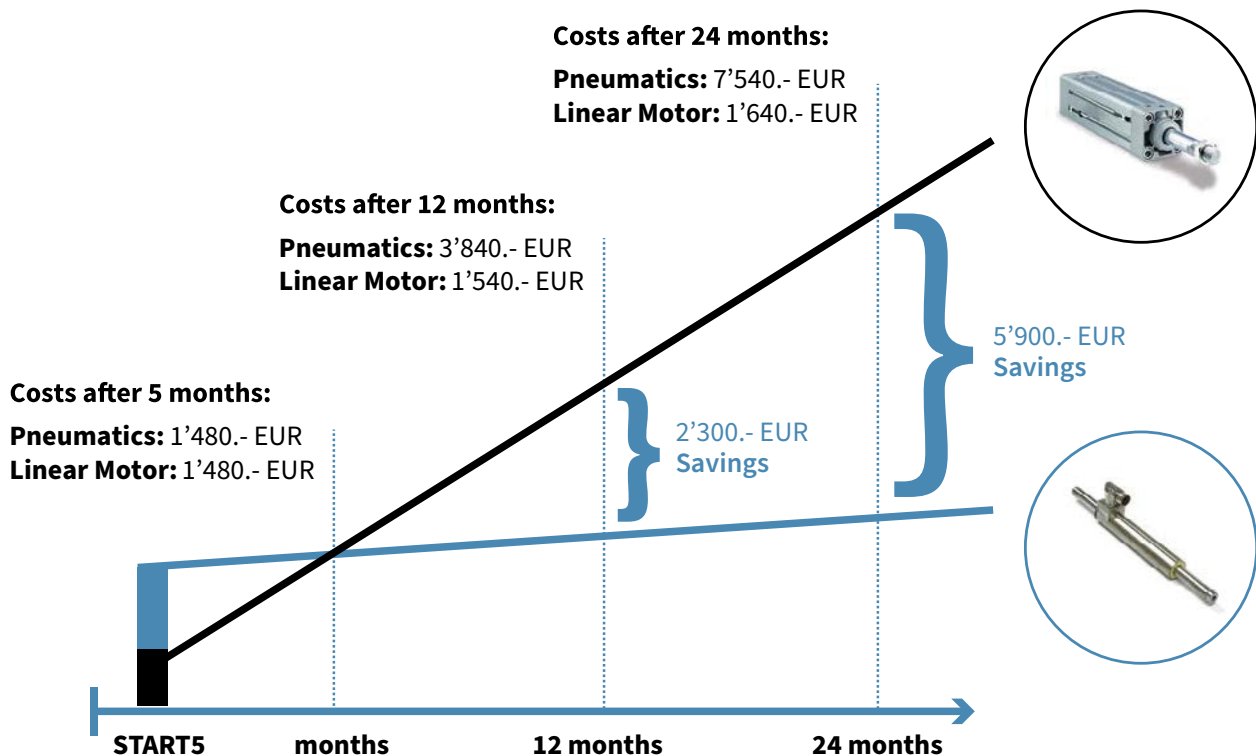 Costs after 24 months:
Pneumatics: 7’540.- EUR
Linear Motor: 1’640.- EUR
Costs after 12 months:
Pneumatics: 3’840.- EUR
Linear Motor: 1’540.- EUR
5’900.- EUR
Savings
Costs after 5 months:
Pneumatics: 1’480.- EUR
Linear Motor: 1’480.- EUR
2’300.- EUR
Savings
START5 months 12 months 24 months